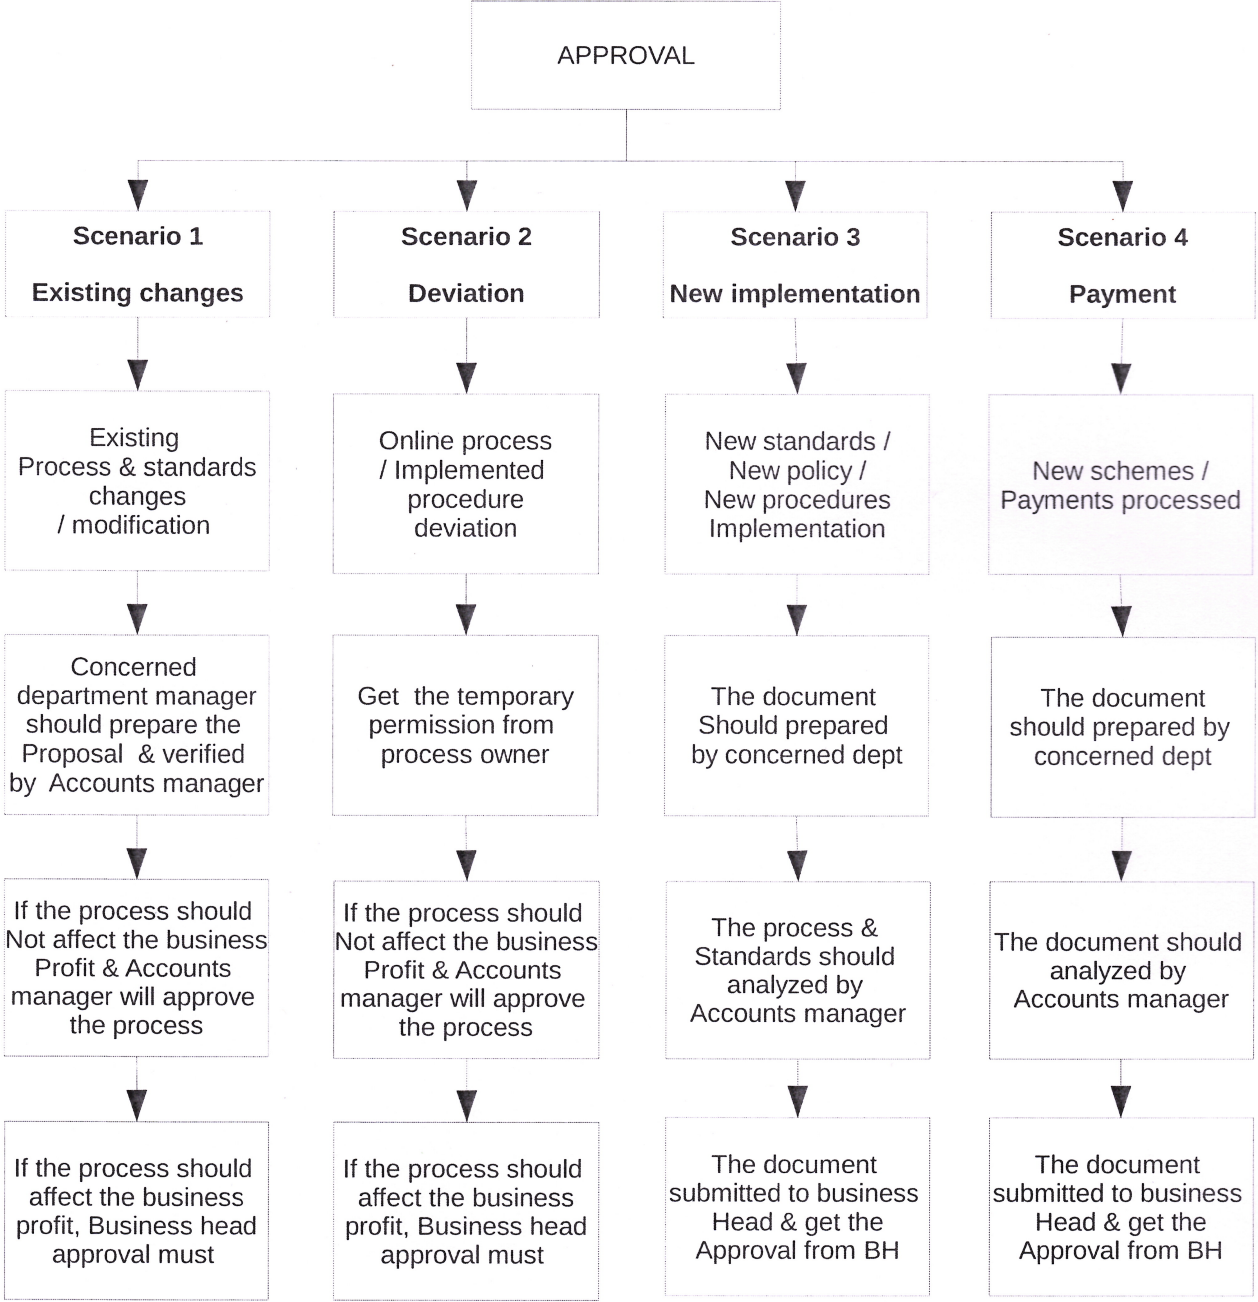 APPROVAL
Scenario 1
Existing changes
Existing
Process & standards
changes
/ modification
Concerned
department manager
should prepare the
Proposal & verified
by Accounts manager
If the process should
Not affect the business
Profit & Accounts
manager will approve
the process
If the process should
affect the business
profit, Business head
approval must
Scenario 2
Deviation
Online process
/ Implemented
procedure
deviation
Get the temporary
permission from
process owner
If the process should
Not affect the business
Profit & Accounts
manager will approve
the process
If the process should
affect the business
profit, Business head
approval must
Scenario 3
New implementation
New standards /
New policy /
New procedures
Implementation
The document
Should prepared
by concerned dept
The process &
Standards should
analyzed by
Accounts manager
The document
submitted to business
Head & get the
Approval from BH
Scenario 4
Payment
New schemes /
Payments processed
The document
should prepared by
concerned dept
The document should
analyzed by
Accounts manager
The document
submitted to business
Head & get the
Approval from BH